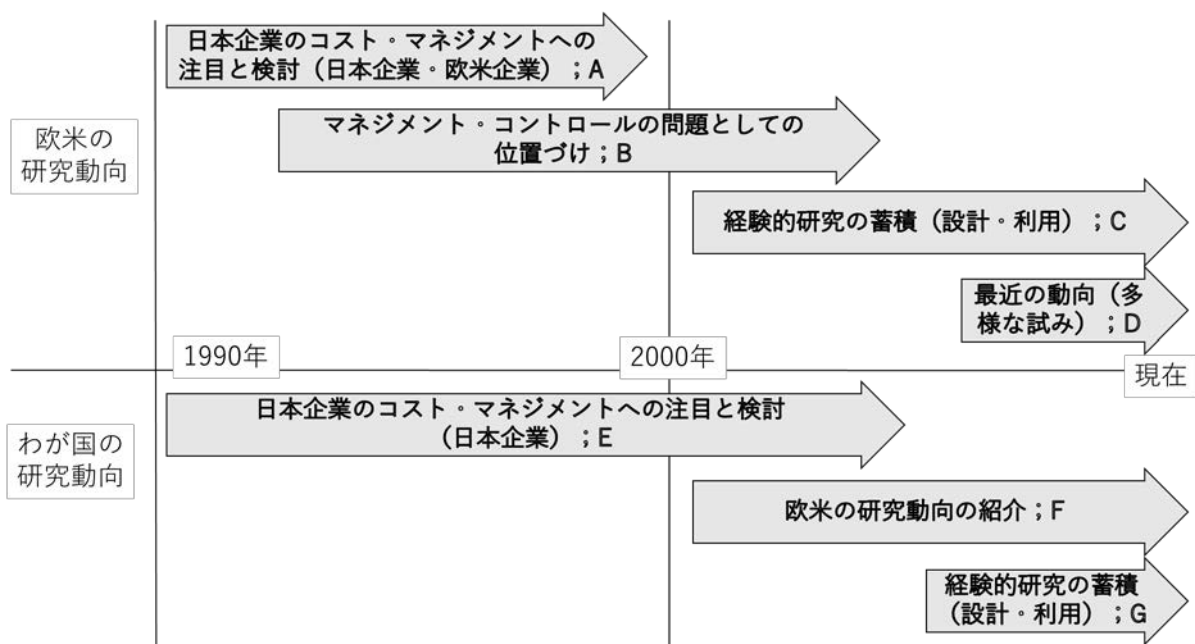 日本企業のコスト・マネジメントへの
注目と検討（日本企業・欧米企業）；A
マネジメント・コントロールの問題としての
位置づけ；B
欧米の
研究動向
経験的研究の蓄積（設計・利用）；C
最近の動向（多
様な試み）；D
1990年
2000年
現在
日本企業のコスト・マネジメントへの注目と検討
（日本企業）；E
わが国の
研究動向
欧米の研究動向の紹介；F
経験的研究の蓄積
（設計・利用）；G